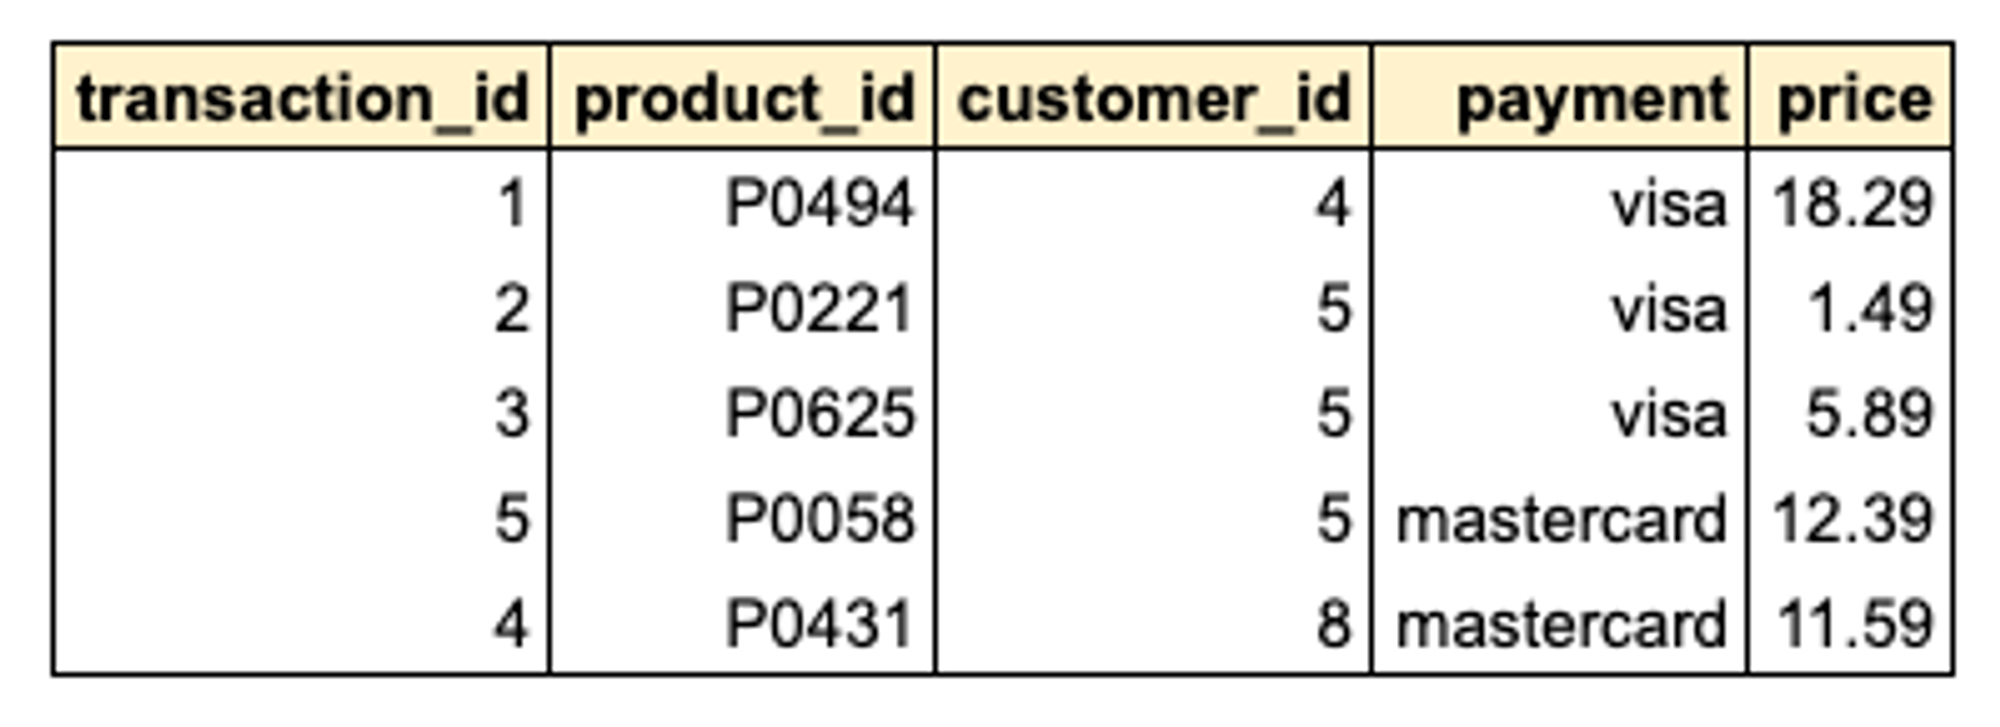 transaction_id product_id customer_id payment price
1 P0494 4 visa 18.29
2 P0221 5 visa 1.49
3 P0625 5 visa 5.89
5 P0058 5 mastercard 12.39
4 P0431 8 mastercard 11.59